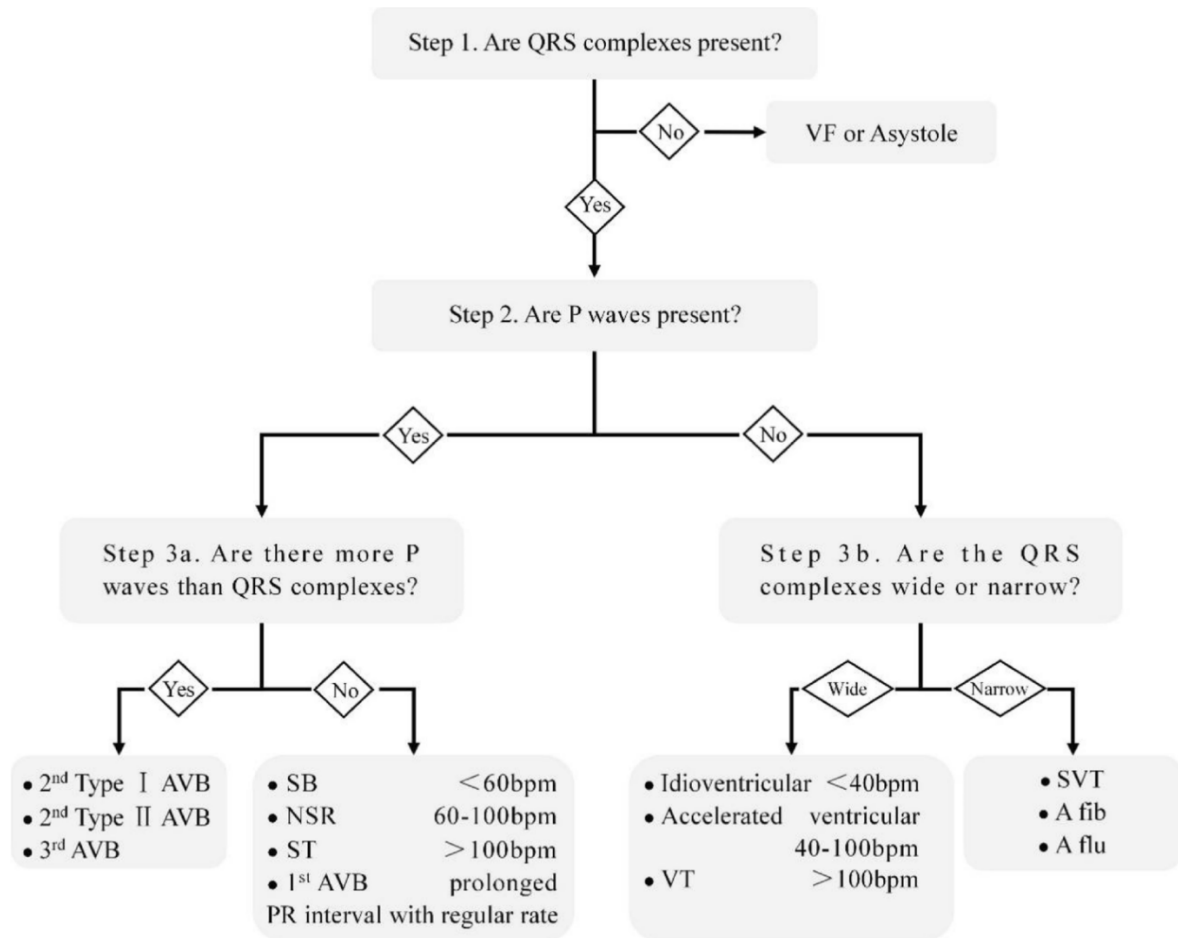 Step 1. Are QRS complexes present?
No
VF or Asystole
Yes
Step 2. Are P waves present?
Yes
No
Step 3a. Are there more P
waves than QRS complexes?
Step 3b. Are the QRS
complexes wide or narrow?
Yes
No
Wide
Narrow
• 2nd Type Ⅰ AVB
• 2nd Type Ⅱ AVB
• 3rd AVB
• SB <60bpm
• NSR 60-100bpm
• ST >100bpm
• 1st AVB prolonged
PR interval with regular rate
• Idioventricular <40bpm
• Accelerated ventricular
40-100bpm
• VT >100bpm
• SVT
• A fib
• A flu